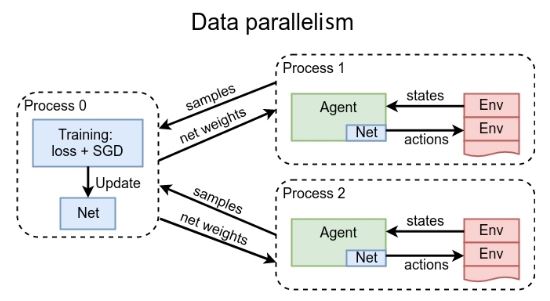 Data parallelism
Process 0
Training:
loss + SGD
Update
Net
samples
net weights
samples
net weights
Process 1
Agent
Net
states
actions
Env
Env
Process 2
Agent
Net
states
actions
Env
Env